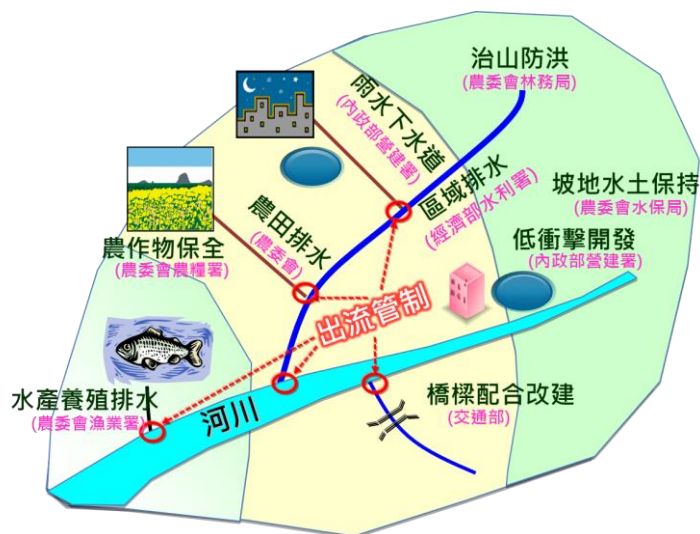 治山防洪
(農委會林務局)
雨水下水道
(內政部營建署)
區域排水
(經濟部水利署)
坡地水土保持
(農委會水保局)
低衝擊開發
(內政部營建署)
農田排水
(農委會)
農作物保全
(農委會農糧署)
出流管制
水產養殖排水
(農委會漁業署)
河川
橋樑配合改建
(交通部)